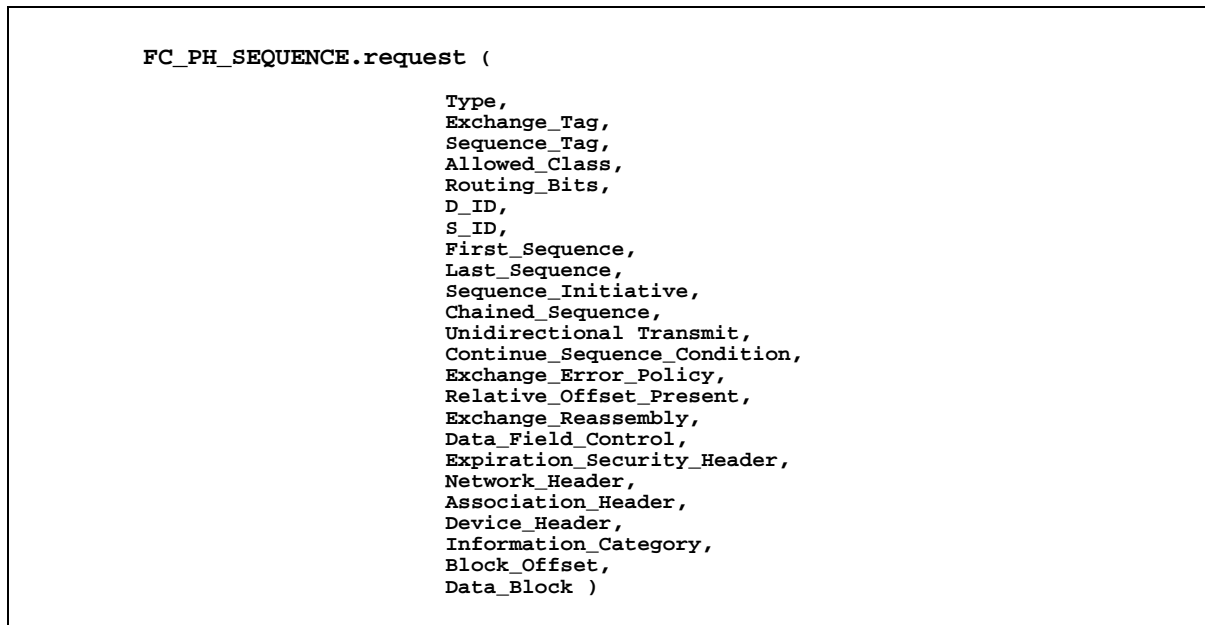 FC_PH_SEQUENCE.request (
Type,
Exchange_Tag,
Sequence_Tag,
Allowed_Class,
Routing_Bits,
D_ID,
S_ID,
First_Sequence,
Last_Sequence,
Sequence_Initiative,
Chained_Sequence,
Unidirectional Transmit,
Continue_Sequence_Condition,
Exchange_Error_Policy,
Relative_Offset_Present,
Exchange_Reassembly,
Data_Field_Control,
Expiration_Security_Header,
Network_Header,
Association_Header,
Device_Header,
Information_Category,
Block_Offset,
Data_Block )